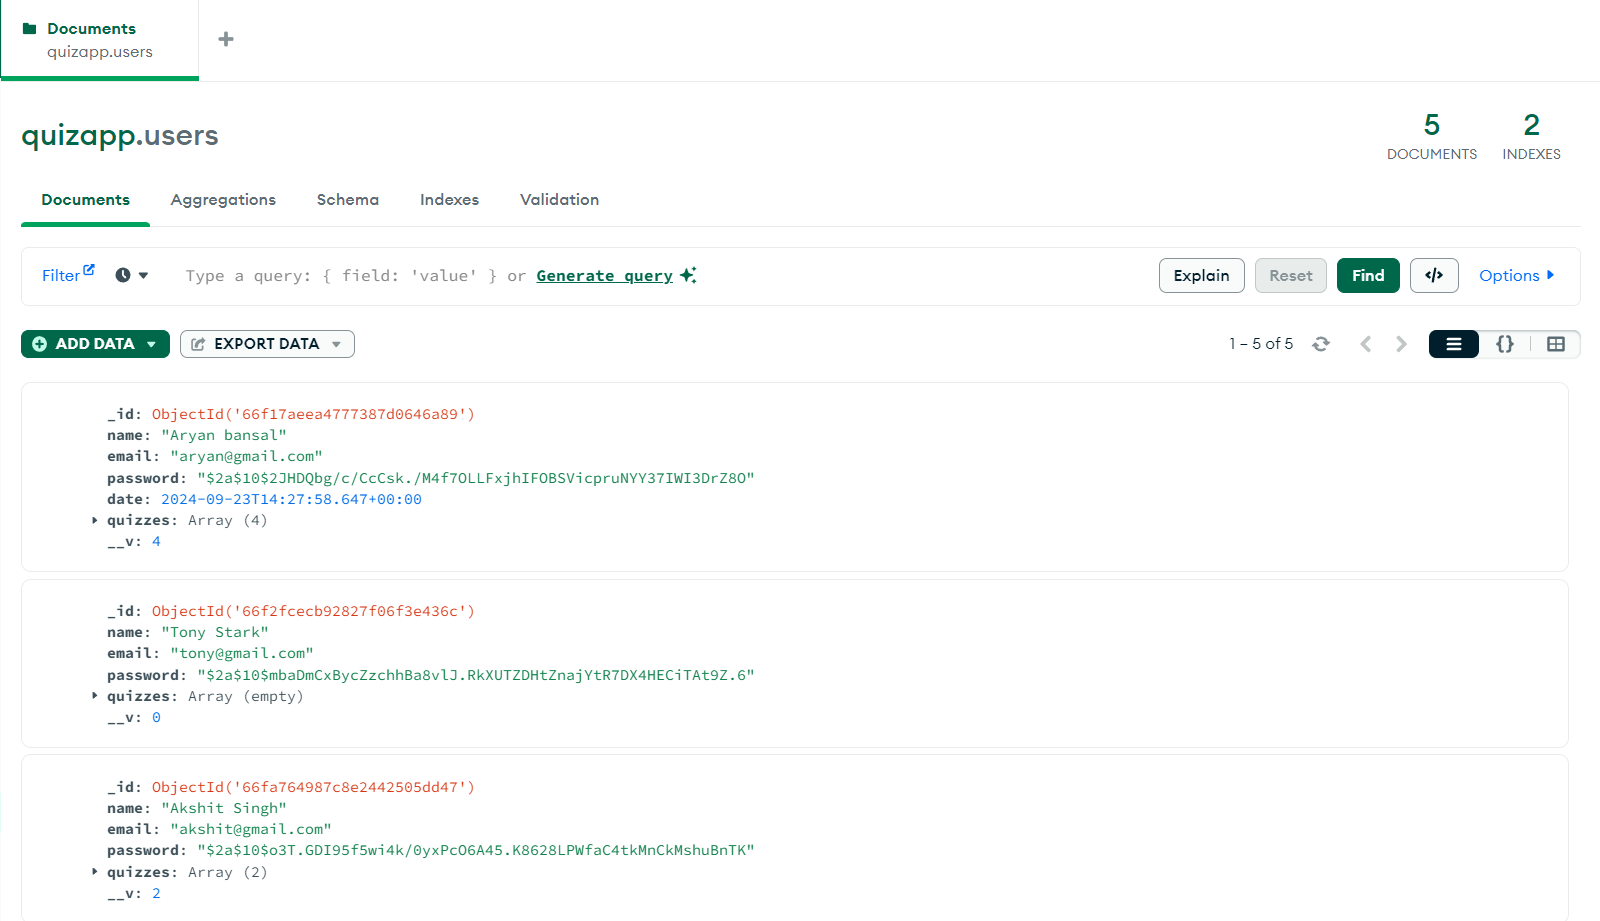 Documents
quizapp.users
quizapp.users
5
DOCUMENTS
2
INDEXES
Documents Aggregations Schema Indexes Validation
Filter Type a query: { field: 'value' } or Generate query Explain Reset Find </> Options
ADD DATA EXPORT DATA 1 – 5 of 5 {}
_id: ObjectId('66f17aeea4777387d0646a89')
name: "Aryan bansal"
email: "aryan@gmail.com"
password: "$2a$10$2JHDQbg/c/CcCsk./M4f7OLLFxjhIFOBSVicpruNYY37IWI3DrZ8O"
date: 2024-09-23T14:27:58.647+00:00
quizzes: Array (4)
__v: 4
_id: ObjectId('66f2fcecb92827f06f3e436c')
name: "Tony Stark"
email: "tony@gmail.com"
password: "$2a$10$mbaDmCxBycZzchhBa8vlJ.RkXUTZDHtZnajYtR7DX4HECiTAt9Z.6"
quizzes: Array (empty)
__v: 0
_id: ObjectId('66fa764987c8e2442505dd47')
name: "Akshit Singh"
email: "akshit@gmail.com"
password: "$2a$10$o3T.GDI95f5wi4k/0yxPcO6A45.K8628LPWfaC4tkMnCkMshuBnTK"
quizzes: Array (2)
__v: 2